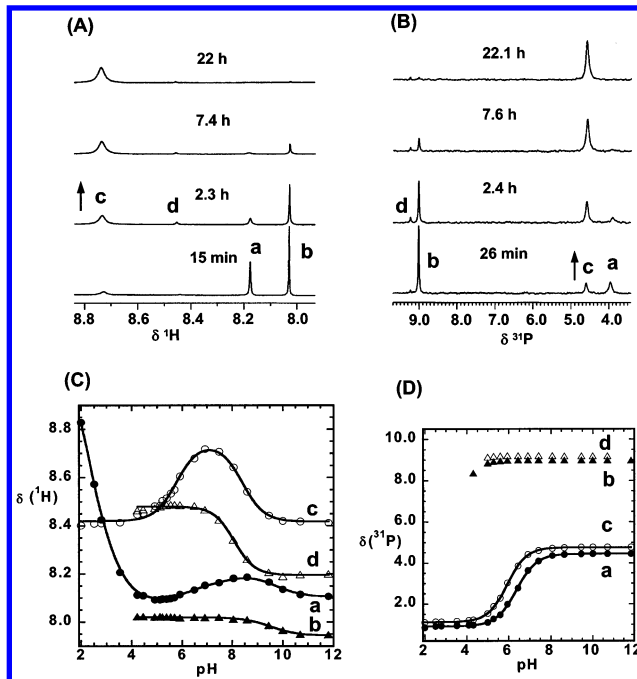 (A)
22 h
7.4 h
2.3 h
15 min
c
d
a
b
8.8 8.6 8.4 8.2 8.0
δ ¹H
(B)
22.1 h
7.6 h
2.4 h
26 min
d
b
c
a
9.0 8.0 7.0 6.0 5.0 4.0
δ ³¹P
(C)
8.8
8.6
8.4
8.2
8.0
δ (¹H)
c
d
a
b
2 4 6 8 10 12
pH
(D)
10.0
8.0
6.0
4.0
2.0
δ(³¹P)
d
b
c
a
2 4 6 8 10 12
pH